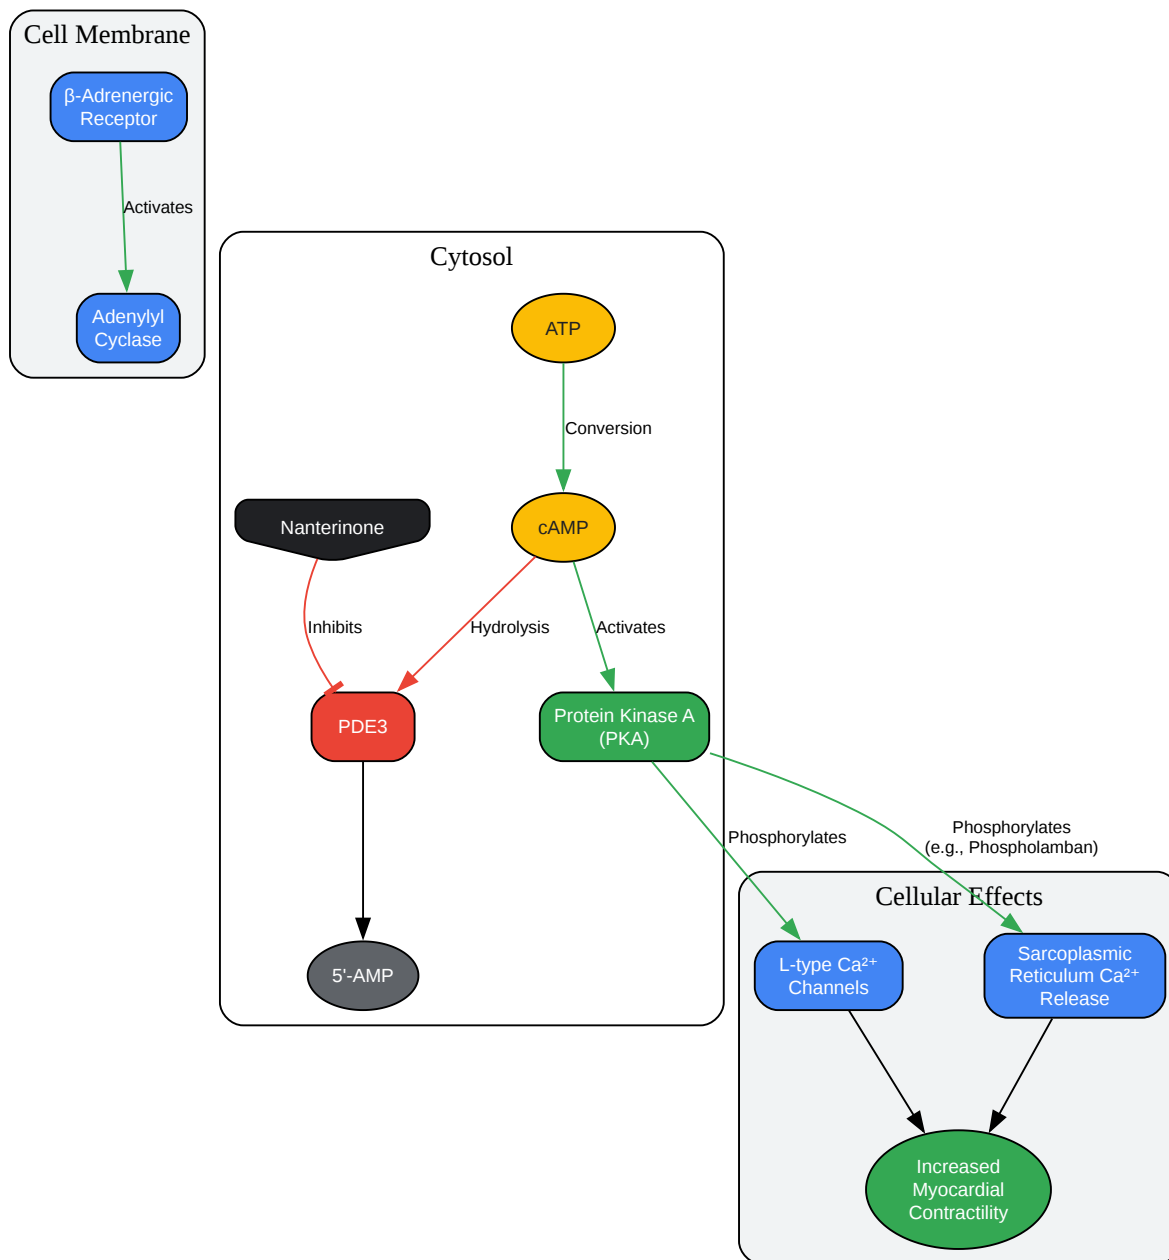 Cell Membrane
β-Adrenergic
Receptor
Activates
Adenylyl
Cyclase
Cytosol
ATP
Conversion
Nanterinone
cAMP
Inhibits
Hydrolysis
Activates
PDE3
Protein Kinase A
(PKA)
Phosphorylates
Phosphorylates
(e.g., Phospholamban)
5'-AMP
Cellular Effects
L-type Ca²⁺
Channels
Sarcoplasmic
Reticulum Ca²⁺
Release
Increased
Myocardial
Contractility